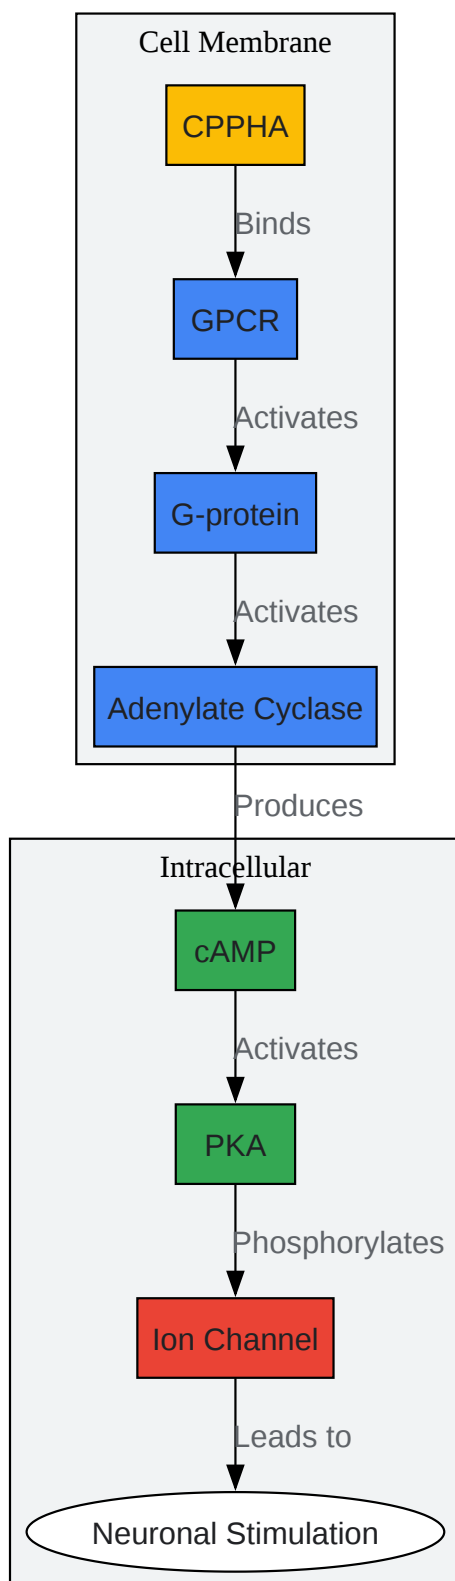 Cell Membrane
CPPHA
Binds
GPCR
Activates
G-protein
Activates
Adenylate Cyclase
Produces
Intracellular
cAMP
Activates
PKA
Phosphorylates
Ion Channel
Leads to
Neuronal Stimulation